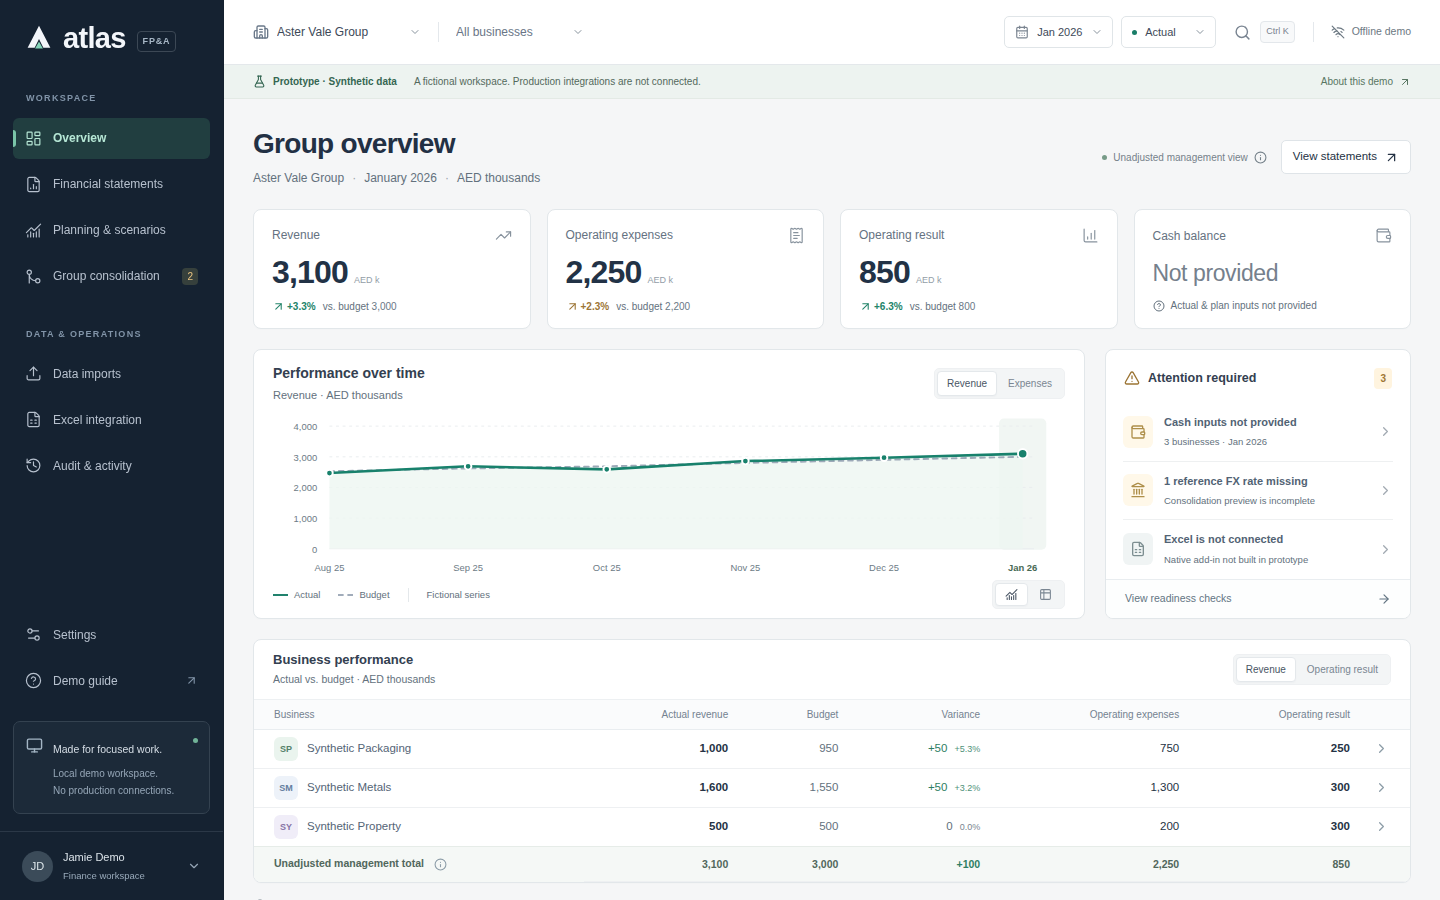 atlas FP&A
WORKSPACE
Overview
Financial statements
Planning & scenarios
Group consolidation 2
DATA & OPERATIONS
Data imports
Excel integration
Audit & activity
Settings
Demo guide
Made for focused work.
Local demo workspace.
No production connections.
JD Jamie Demo
Finance workspace
Aster Vale Group All businesses Jan 2026 Actual Ctrl K Offline demo
Prototype · Synthetic data A fictional workspace. Production integrations are not connected. About this demo
Group overview
Aster Vale Group · January 2026 · AED thousands
Unadjusted management view View statements
Revenue
3,100 AED k
+3.3% vs. budget 3,000
Operating expenses
2,250 AED k
+2.3% vs. budget 2,200
Operating result
850 AED k
+6.3% vs. budget 800
Cash balance
Not provided
Actual & plan inputs not provided
Performance over time
Revenue · AED thousands
Revenue Expenses
4,000
3,000
2,000
1,000
0
Aug 25 Sep 25 Oct 25 Nov 25 Dec 25 Jan 26
Actual Budget Fictional series
Attention required 3
Cash inputs not provided
3 businesses · Jan 2026
1 reference FX rate missing
Consolidation preview is incomplete
Excel is not connected
Native add-in not built in prototype
View readiness checks
Business performance
Actual vs. budget · AED thousands
Revenue Operating result
Business Actual revenue Budget Variance Operating expenses Operating result
SP Synthetic Packaging 1,000 950 +50 +5.3% 750 250
SM Synthetic Metals 1,600 1,550 +50 +3.2% 1,300 300
SY Synthetic Property 500 500 0 0.0% 200 300
Unadjusted management total 3,100 3,000 +100 2,250 850